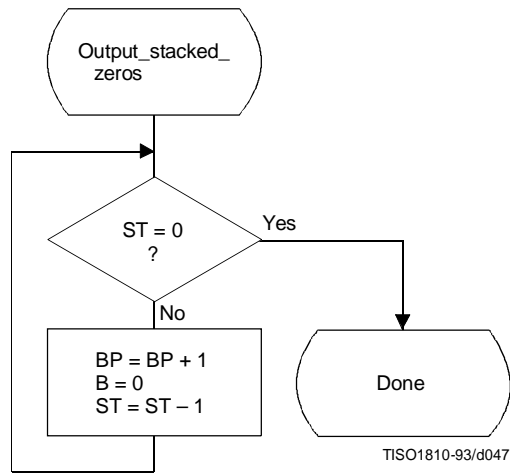 Output_stacked_
zeros
ST = 0
?
Yes
No
BP = BP + 1
B = 0
ST = ST – 1
Done
TISO1810-93/d047